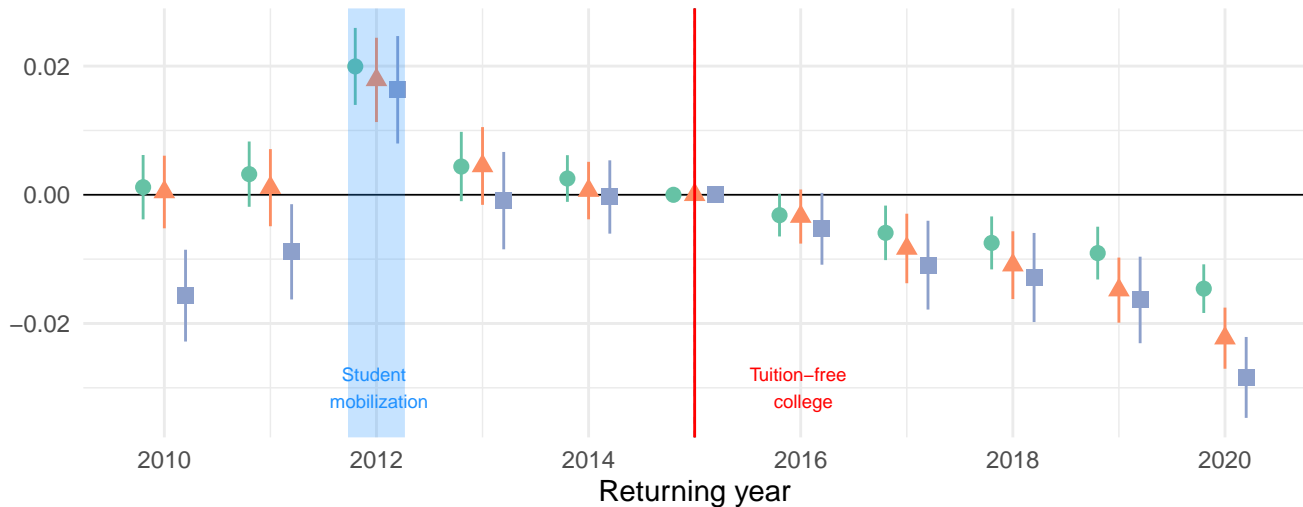 0.02
0.00
−0.02
Student
mobilization
Tuition−free
college
2010
2012
2014
2016
2018
2020
Returning year